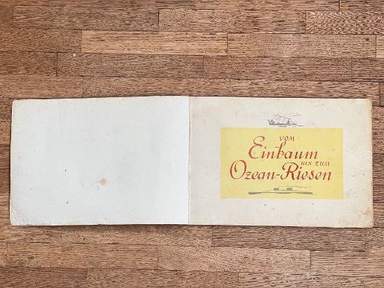 VOM
Einbaum
BIS ZUM
Ozean-Riesen